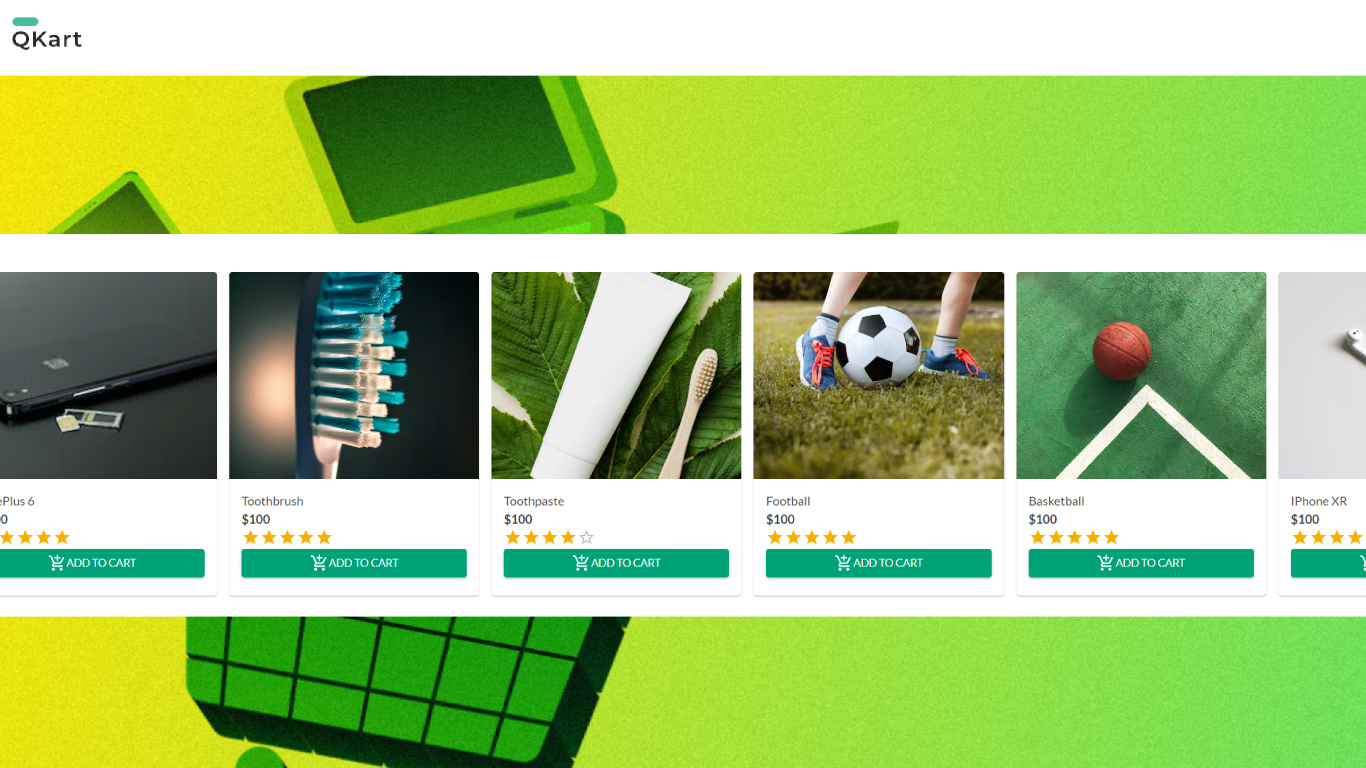 QKart
ePlus 6
00
ADD TO CART
Toothbrush
$100
ADD TO CART
Toothpaste
$100
ADD TO CART
Football
$100
ADD TO CART
Basketball
$100
ADD TO CART
IPhone XR
$100